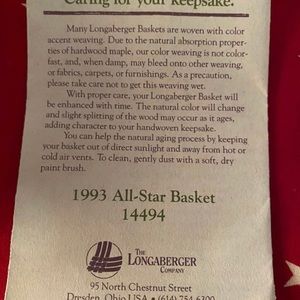 Caring for your keepsake.
Many Longaberger Baskets are woven with color
accent weaving. Due to the natural absorption proper-
ties of hardwood maple, our color weaving is not color-
fast, and, when damp, may bleed onto other weaving,
or fabrics, carpets, or furnishings. As a precaution,
please take care not to get this weaving wet.
With proper care, your Longaberger Basket will
be enhanced with time. The natural color will change
and slight splitting of the wood may occur as it ages,
adding character to your handwoven keepsake.
You can help the natural aging process by keeping
your basket out of direct sunlight and away from hot or
cold air vents. To clean, gently dust with a soft, dry
paint brush.
1993 All-Star Basket
14494
THE
LONGABERGER
COMPANY
95 North Chestnut Street
Dresden, Ohio USA • (614) 754-6300